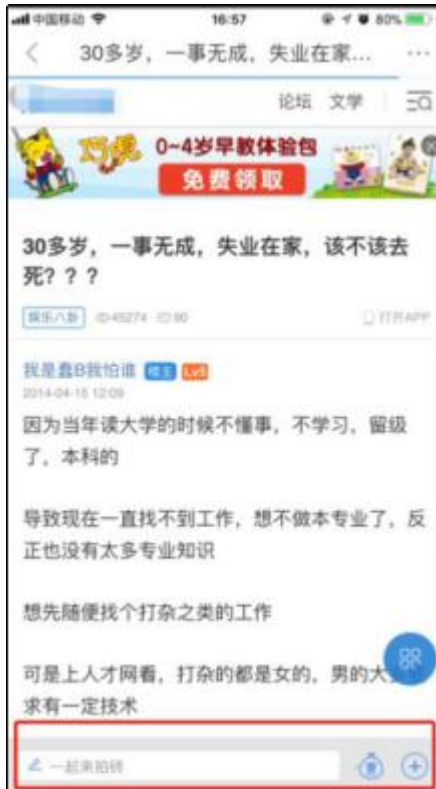 中国移动 16:57 80%
30多岁，一事无成，失业在家...
论坛 文学
巧虎 0~4岁早教体验包
免费领取
30多岁，一事无成，失业在家，该不该去
死？？？
娱乐八卦 45274 90 打开APP
我是蠢B我怕谁 楼主 Lv5
2014-04-15 12:09
因为当年读大学的时候不懂事，不学习，留级
了，本科的
导致现在一直找不到工作，想不做本专业了，反
正也没有太多专业知识
想先随便找个打杂之类的工作
可是上人才网看，打杂的都是女的，男的大
求有一定技术
一起来拍砖